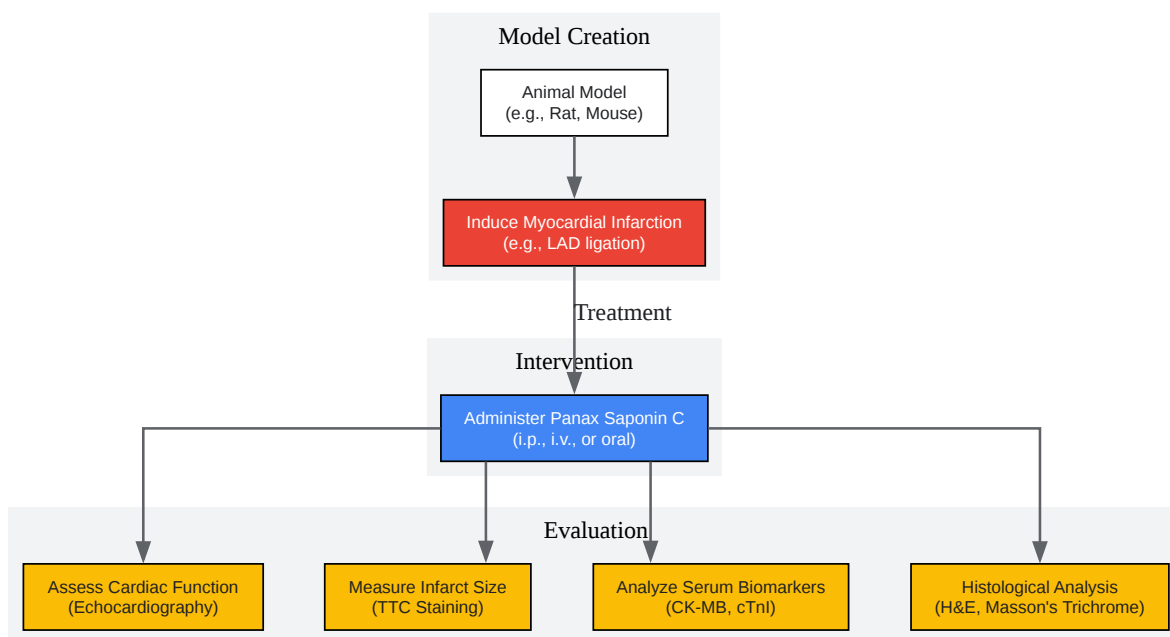 Model Creation
Animal Model
(e.g., Rat, Mouse)
Induce Myocardial Infarction
(e.g., LAD ligation)
Treatment
Intervention
Administer Panax Saponin C
(i.p., i.v., or oral)
Evaluation
Assess Cardiac Function
(Echocardiography)
Measure Infarct Size
(TTC Staining)
Analyze Serum Biomarkers
(CK-MB, cTnI)
Histological Analysis
(H&E, Masson's Trichrome)